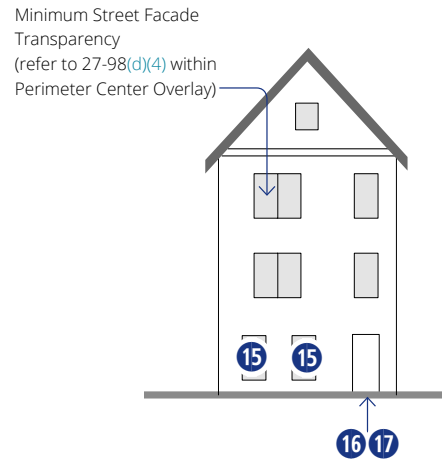 Minimum Street Facade
Transparency
(refer to 27-98(d)(4) within
Perimeter Center Overlay)
15 15
16 17